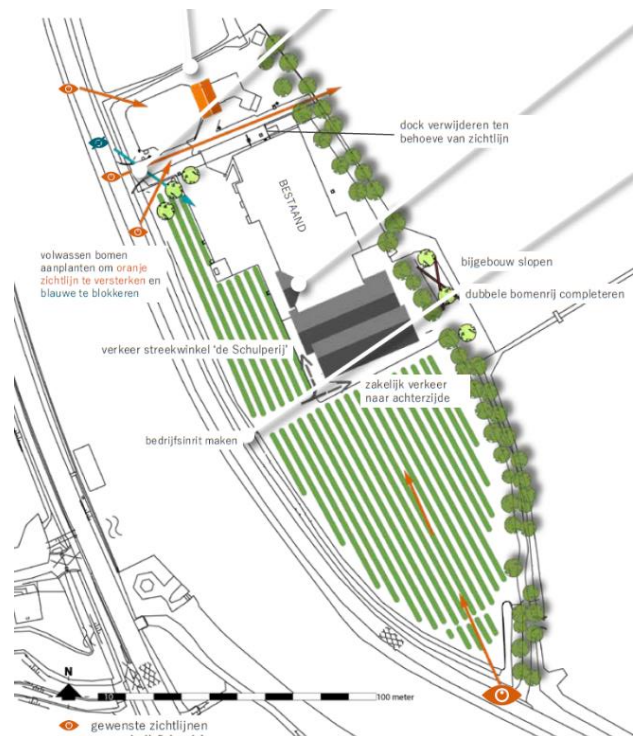 dock verwijderen ten
behoeve van zichtlijn
BESTAAND
volwassen bomen
aanplanten om oranje
zichtlijn te versterken en
blauwe te blokkeren
bijgebouw slopen
dubbele bomenrij completeren
verkeer streekwinkel ‘de Schulperij’
zakelijk verkeer
naar achterzijde
bedrijfsinrit maken
N
10
100 meter
gewenste zichtlijnen